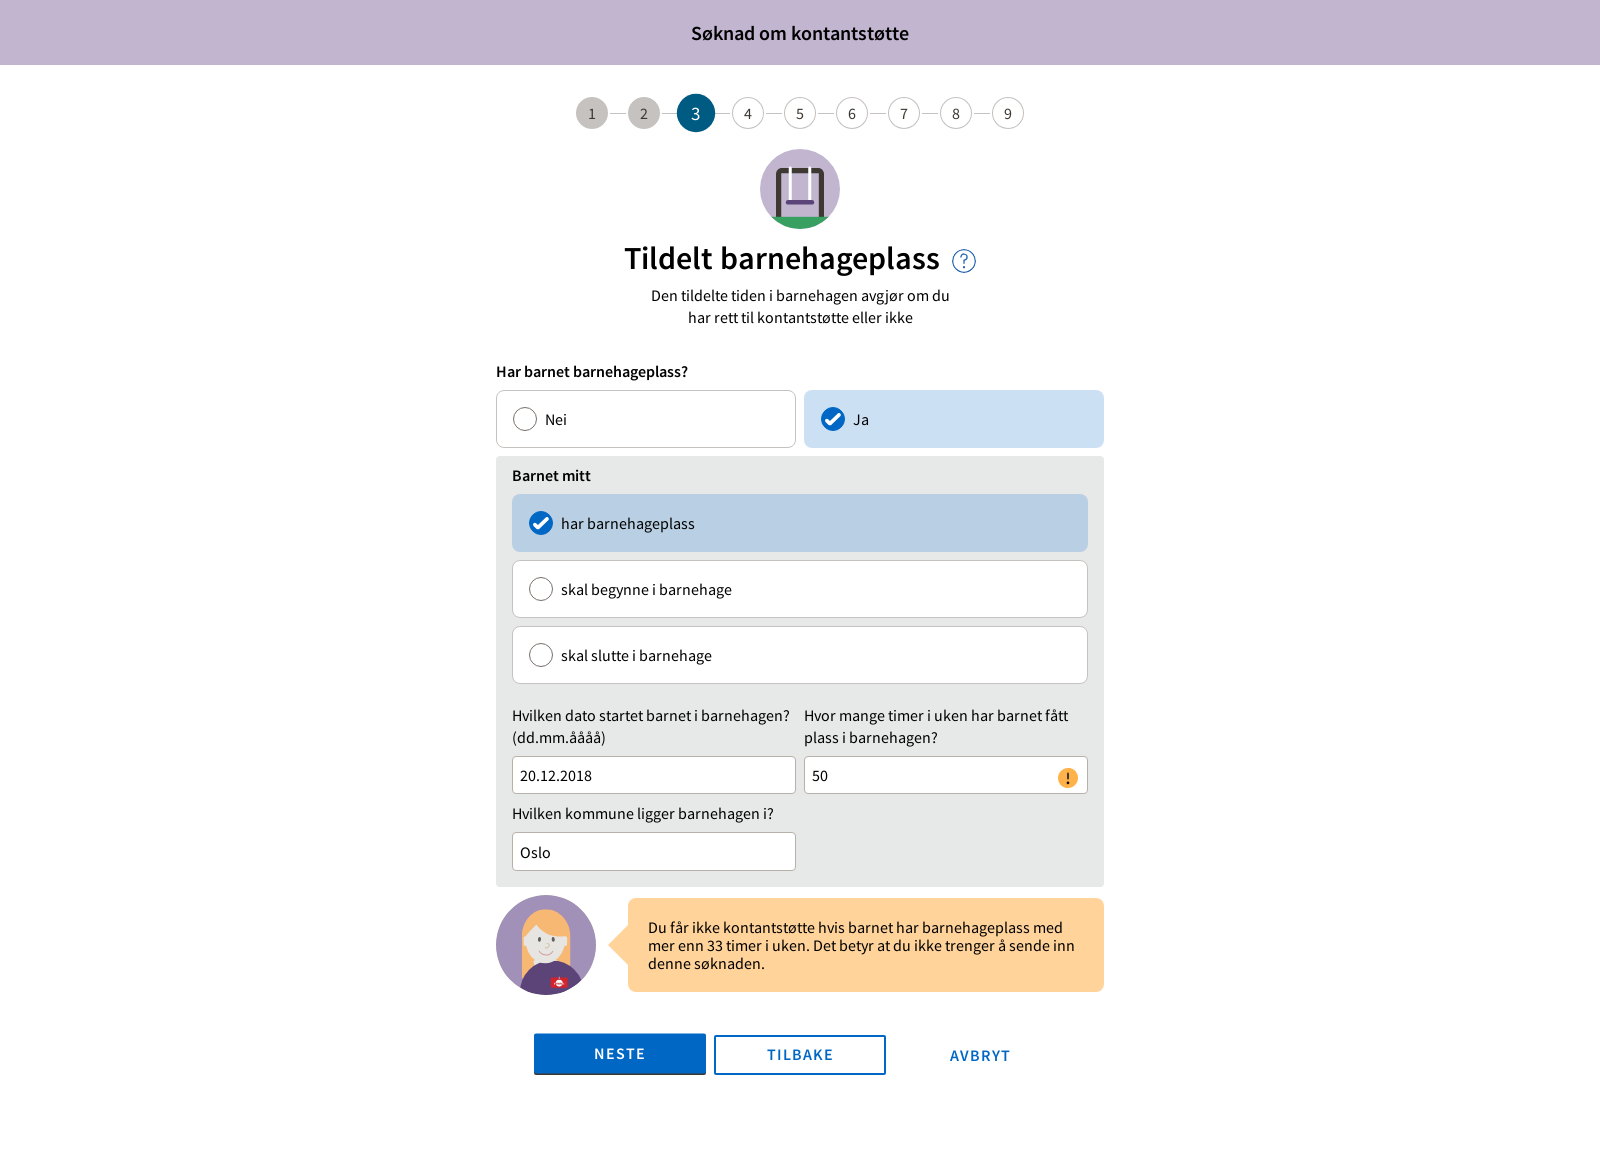 Søknad om kontantstøtte
1 2 3 4 5 6 7 8 9
Tildelt barnehageplass ?
Den tildelte tiden i barnehagen avgjør om du
har rett til kontantstøtte eller ikke
Har barnet barnehageplass?
Nei
Ja
Barnet mitt
har barnehageplass
skal begynne i barnehage
skal slutte i barnehage
Hvilken dato startet barnet i barnehagen?
(dd.mm.åååå)
20.12.2018
Hvor mange timer i uken har barnet fått
plass i barnehagen?
50 !
Hvilken kommune ligger barnehagen i?
Oslo
Du får ikke kontantstøtte hvis barnet har barnehageplass med
mer enn 33 timer i uken. Det betyr at du ikke trenger å sende inn
denne søknaden.
NESTE
TILBAKE
AVBRYT